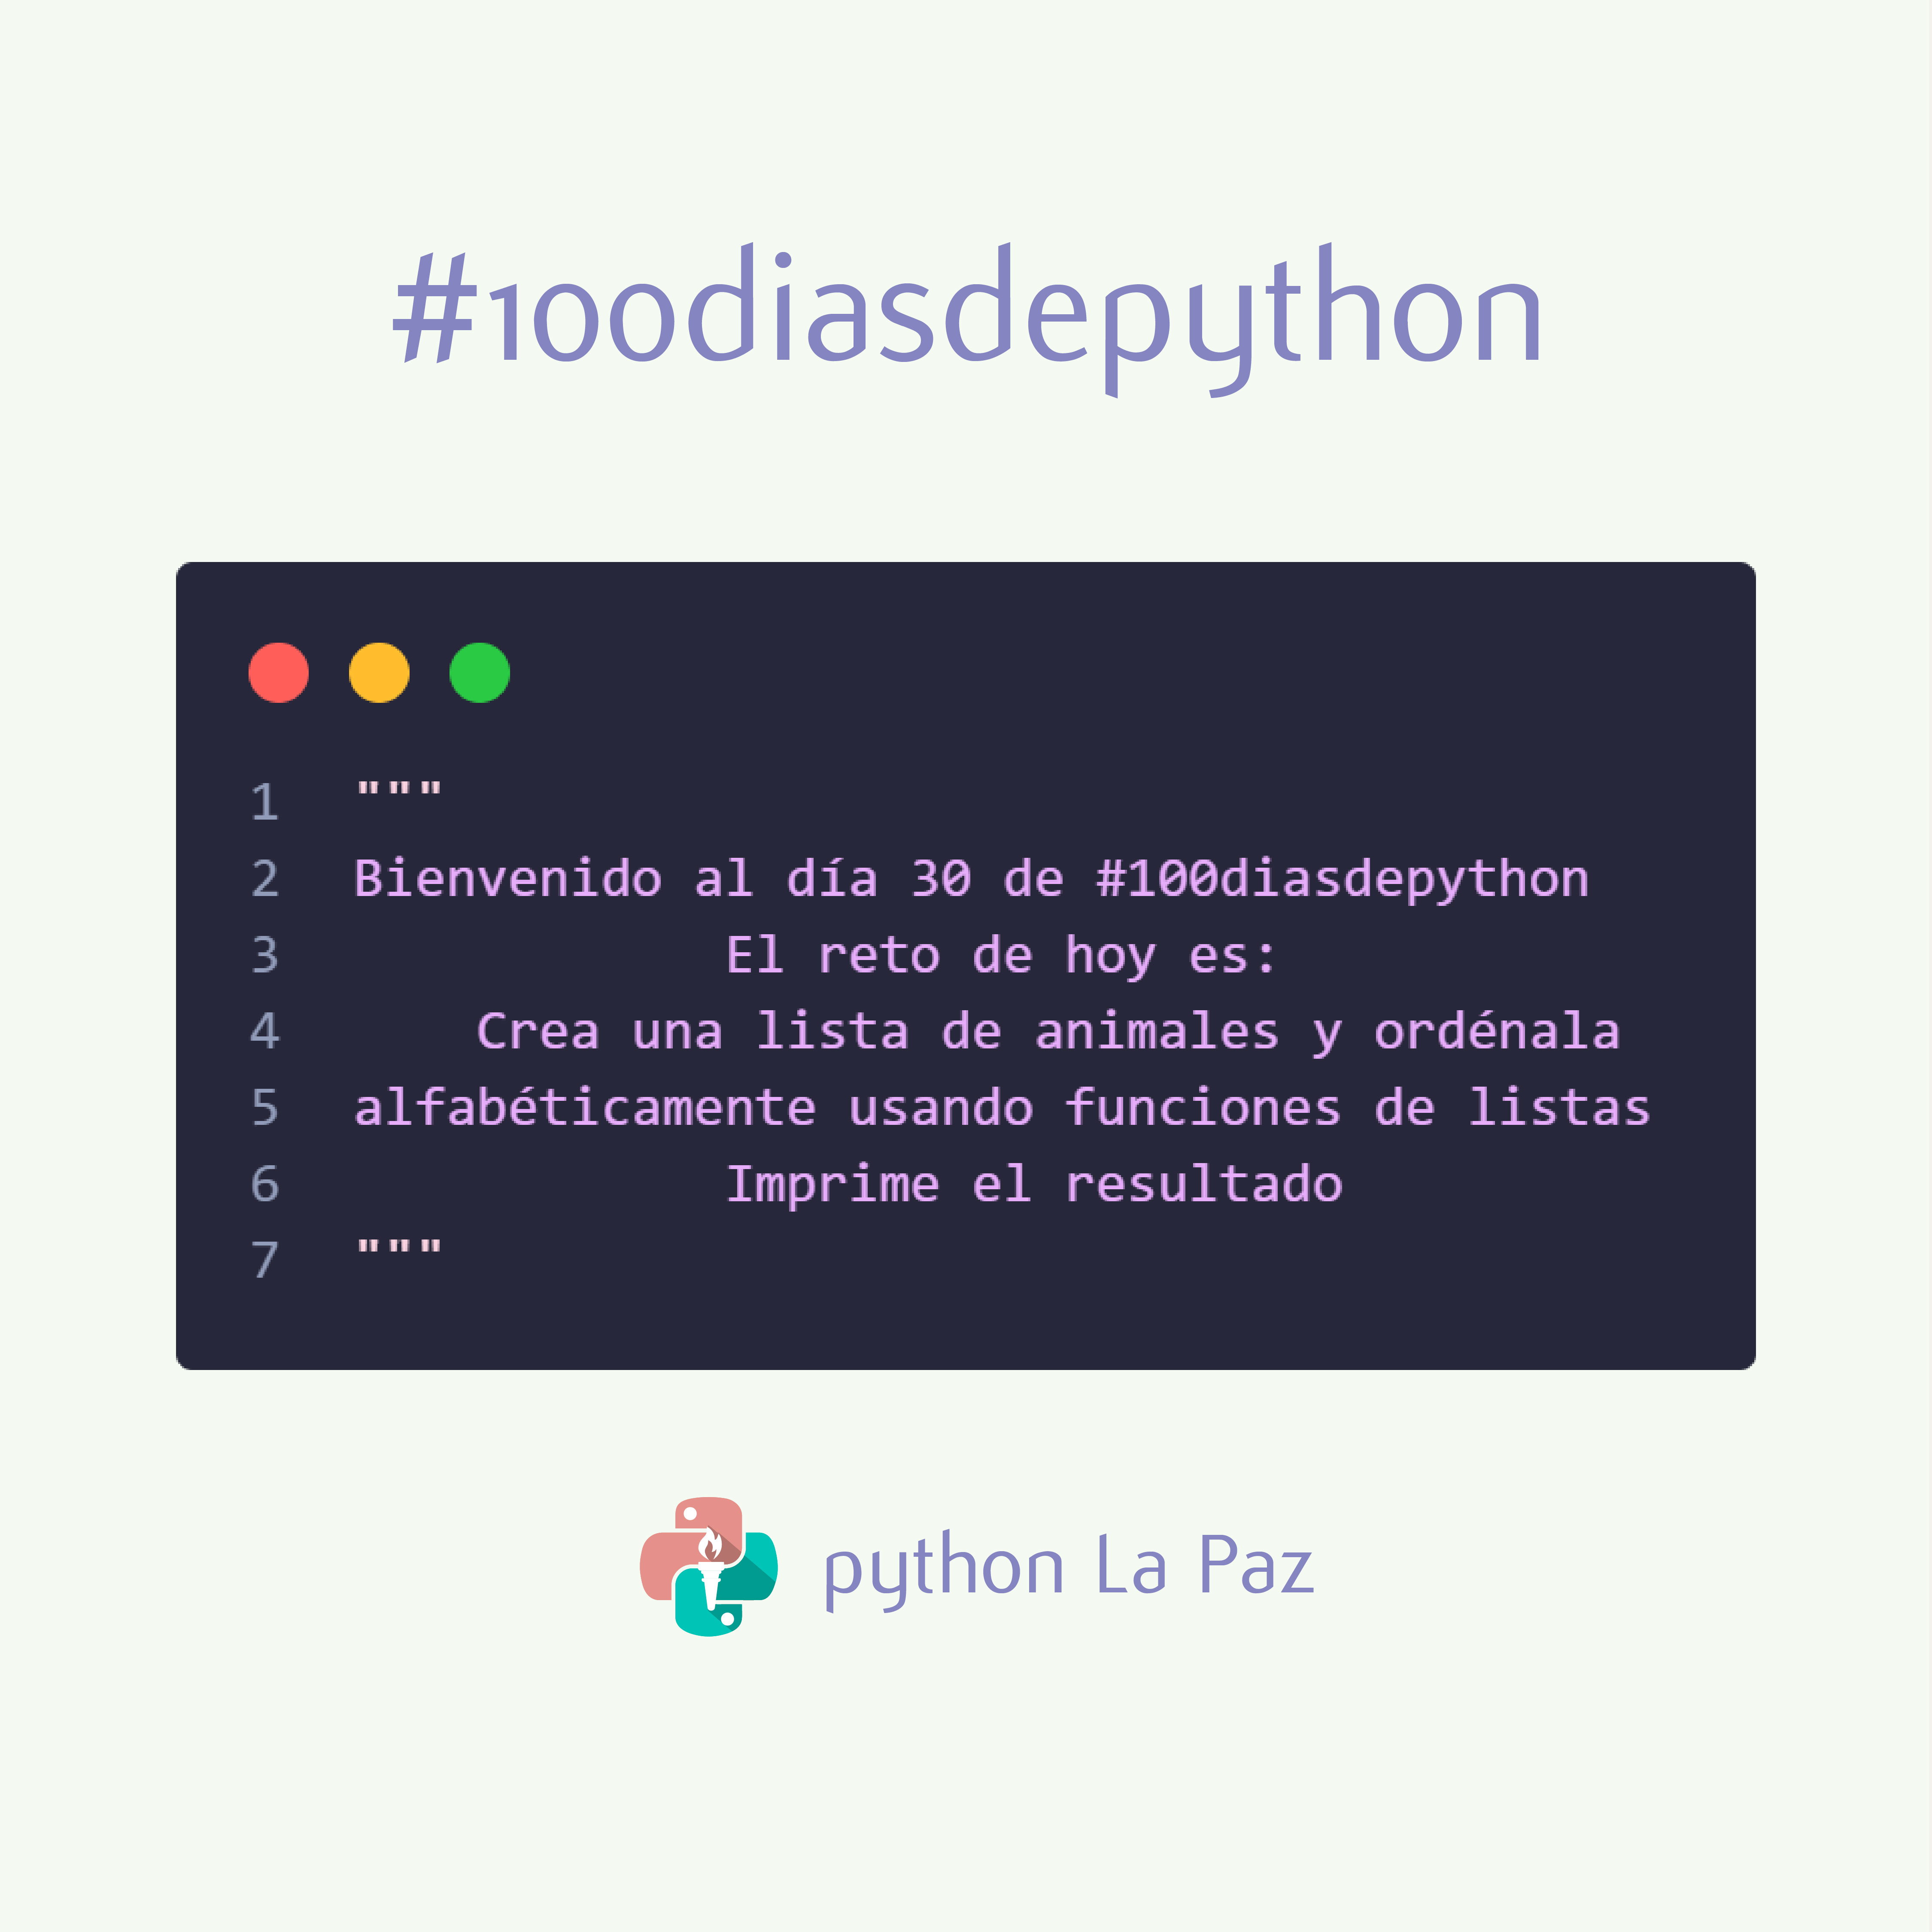 #100diasdepython
1 """
2 Bienvenido al día 30 de #100diasdepython
3 El reto de hoy es:
4 Crea una lista de animales y ordénala
5 alfabéticamente usando funciones de listas
6 Imprime el resultado
7 """
python La Paz